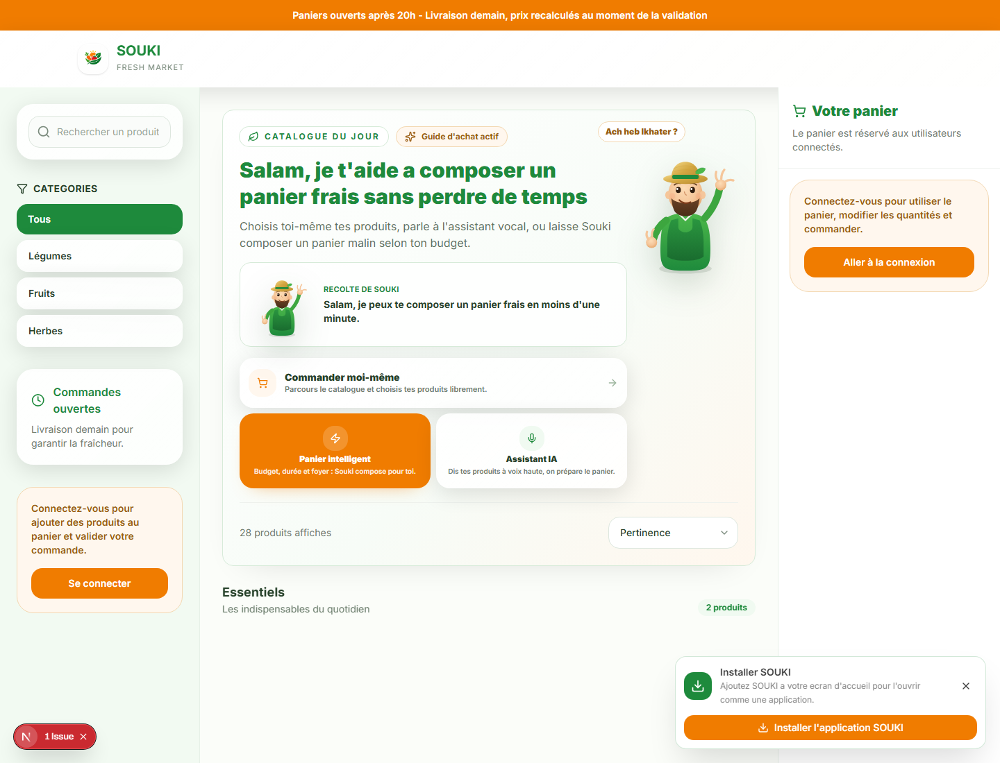 Paniers ouverts après 20h - Livraison demain, prix recalculés au moment de la validation
SOUKI
FRESH MARKET
Rechercher un produit
CATEGORIES
Tous
Légumes
Fruits
Herbes
Commandes
ouvertes
Livraison demain pour
garantir la fraîcheur.
Connectez-vous pour
ajouter des produits au
panier et valider votre
commande.
Se connecter
1 Issue
CATALOGUE DU JOUR
Guide d'achat actif
Ach heb lkhater ?
Salam, je t'aide a composer un
panier frais sans perdre de temps
Choisis toi-même tes produits, parle à l'assistant vocal, ou laisse Souki
composer un panier malin selon ton budget.
RECOLTE DE SOUKI
Salam, je peux te composer un panier frais en moins d'une
minute.
Commander moi-même
Parcours le catalogue et choisis tes produits librement.
Panier intelligent
Budget, durée et foyer : Souki compose pour toi.
Assistant IA
Dis tes produits à voix haute, on prépare le panier.
28 produits affiches
Pertinence
Essentiels
Les indispensables du quotidien
2 produits
Votre panier
Le panier est réservé aux utilisateurs
connectés.
Connectez-vous pour utiliser le
panier, modifier les quantités et
commander.
Aller à la connexion
Installer SOUKI
Ajoutez SOUKI a votre ecran d'accueil pour l'ouvrir
comme une application.
Installer l'application SOUKI